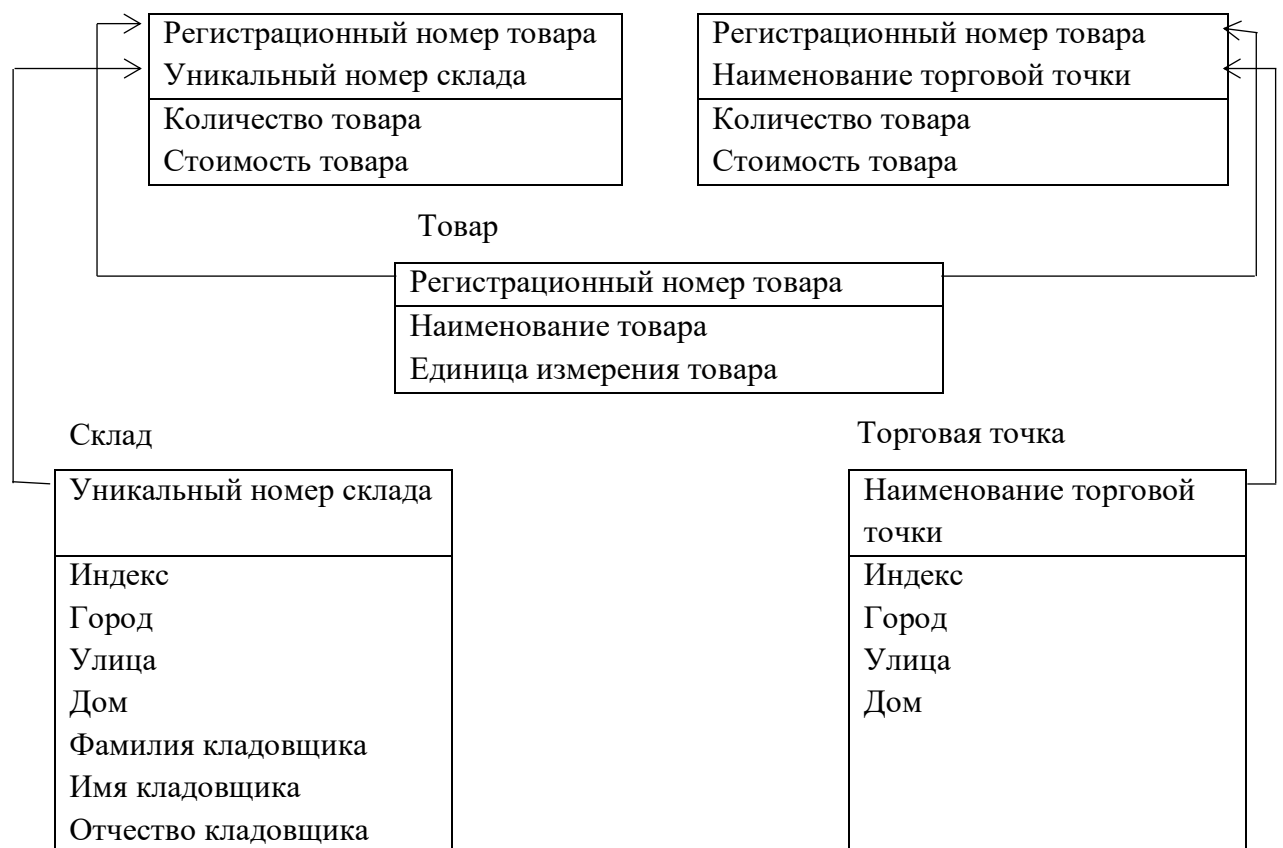 Регистрационный номер товара
Уникальный номер склада
Количество товара
Стоимость товара
Регистрационный номер товара
Наименование торговой точки
Количество товара
Стоимость товара
Товар
Регистрационный номер товара
Наименование товара
Единица измерения товара
Склад
Уникальный номер склада
Индекс
Город
Улица
Дом
Фамилия кладовщика
Имя кладовщика
Отчество кладовщика
Торговая точка
Наименование торговой
точки
Индекс
Город
Улица
Дом